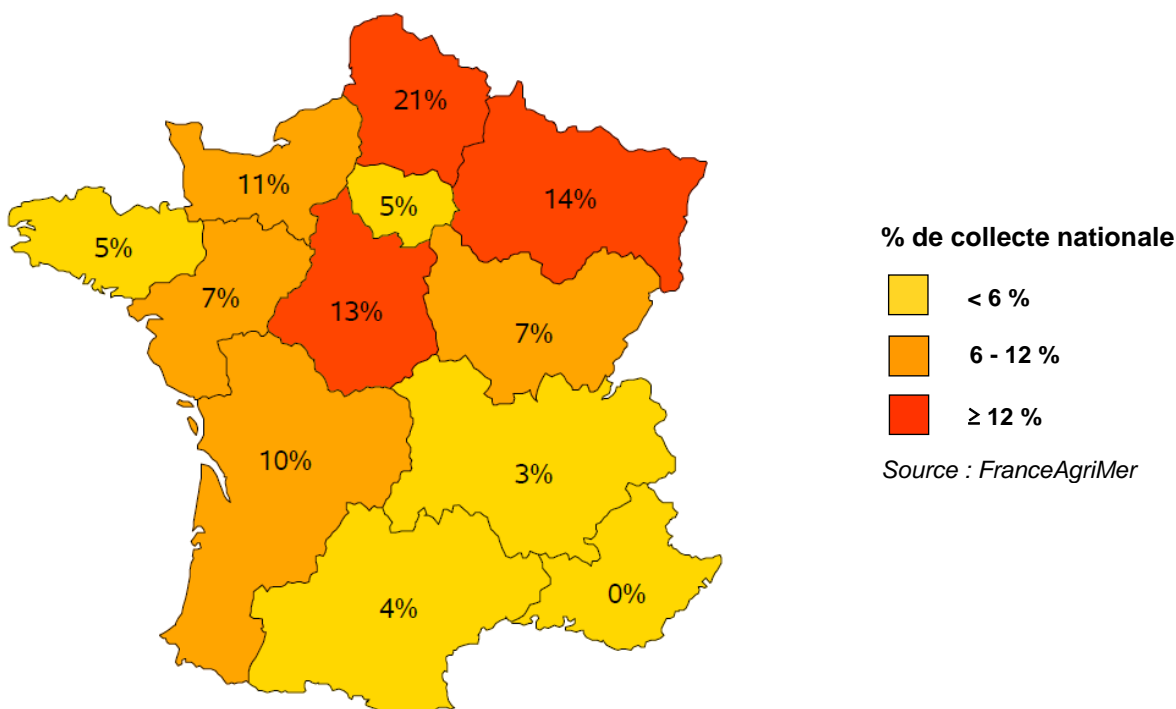 21%
11%
5%
14%
5%
7%
13%
7%
10%
3%
4%
0%
% de collecte nationale
< 6 %
6 - 12 %
≥ 12 %
Source : FranceAgriMer